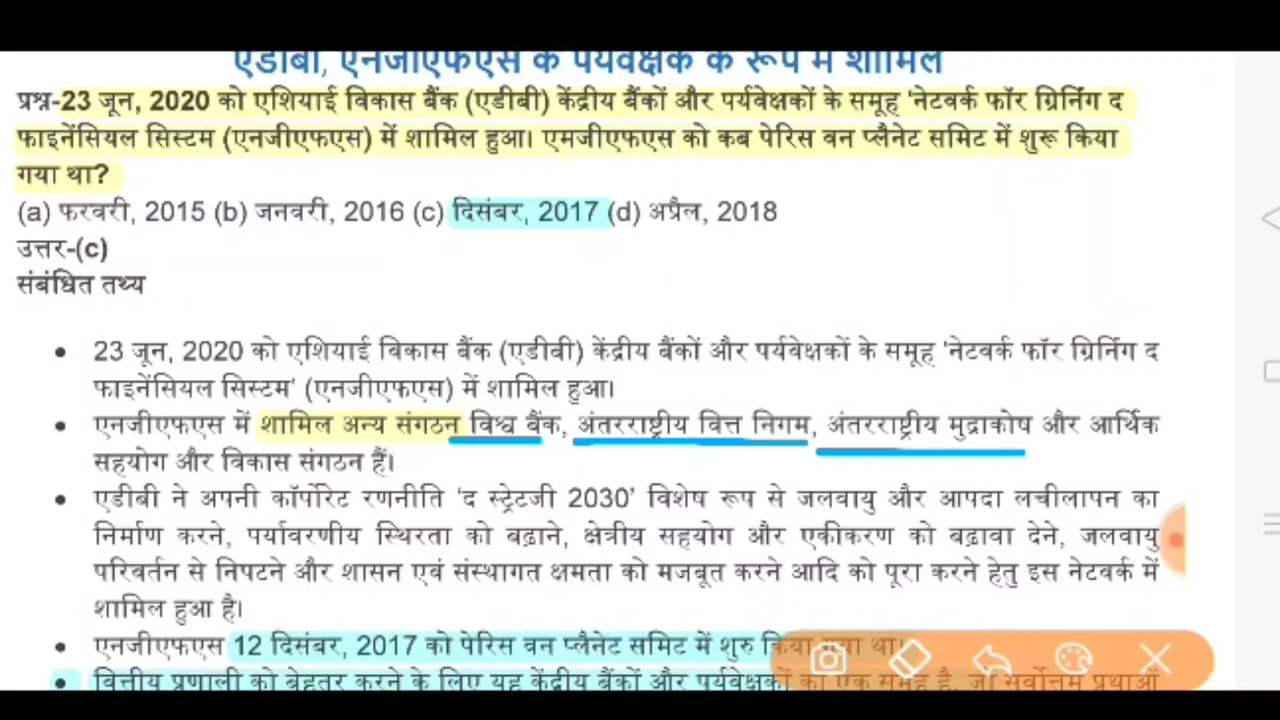 एडीबी, एनजीएफएस के पर्यवेक्षक के रूप में शामिल
प्रश्न-23 जून, 2020 को एशियाई विकास बैंक (एडीबी) केंद्रीय बैंकों और पर्यवेक्षकों के समूह 'नेटवर्क फॉर ग्रिनिंग द
फाइनेंसियल सिस्टम (एनजीएफएस) में शामिल हुआ। एमजीएफएस को कब पेरिस वन प्लैनेट समिट में शुरू किया
गया था?
(a) फरवरी, 2015 (b) जनवरी, 2016 (c) दिसंबर, 2017 (d) अप्रैल, 2018
उत्तर-(c)
संबंधित तथ्य
• 23 जून, 2020 को एशियाई विकास बैंक (एडीबी) केंद्रीय बैंकों और पर्यवेक्षकों के समूह 'नेटवर्क फॉर ग्रिनिंग द
फाइनेंसियल सिस्टम' (एनजीएफएस) में शामिल हुआ।
• एनजीएफएस में शामिल अन्य संगठन विश्व बैंक, अंतरराष्ट्रीय वित्त निगम, अंतरराष्ट्रीय मुद्राकोष और आर्थिक
सहयोग और विकास संगठन हैं।
• एडीबी ने अपनी कॉर्पोरेट रणनीति 'द स्ट्रेटजी 2030' विशेष रूप से जलवायु और आपदा लचीलापन का
निर्माण करने, पर्यावरणीय स्थिरता को बढ़ाने, क्षेत्रीय सहयोग और एकीकरण को बढ़ावा देने, जलवायु
परिवर्तन से निपटने और शासन एवं संस्थागत क्षमता को मजबूत करने आदि को पूरा करने हेतु इस नेटवर्क में
शामिल हुआ है।
• एनजीएफएस 12 दिसंबर, 2017 को पेरिस वन प्लैनेट समिट में शुरु किया गया था।
• वित्तीय प्रणाली को बेहतर करने के लिए यह केंद्रीय बैंकों और पर्यवेक्षकों का एक समूह है, जो सर्वोत्तम प्रथाओं